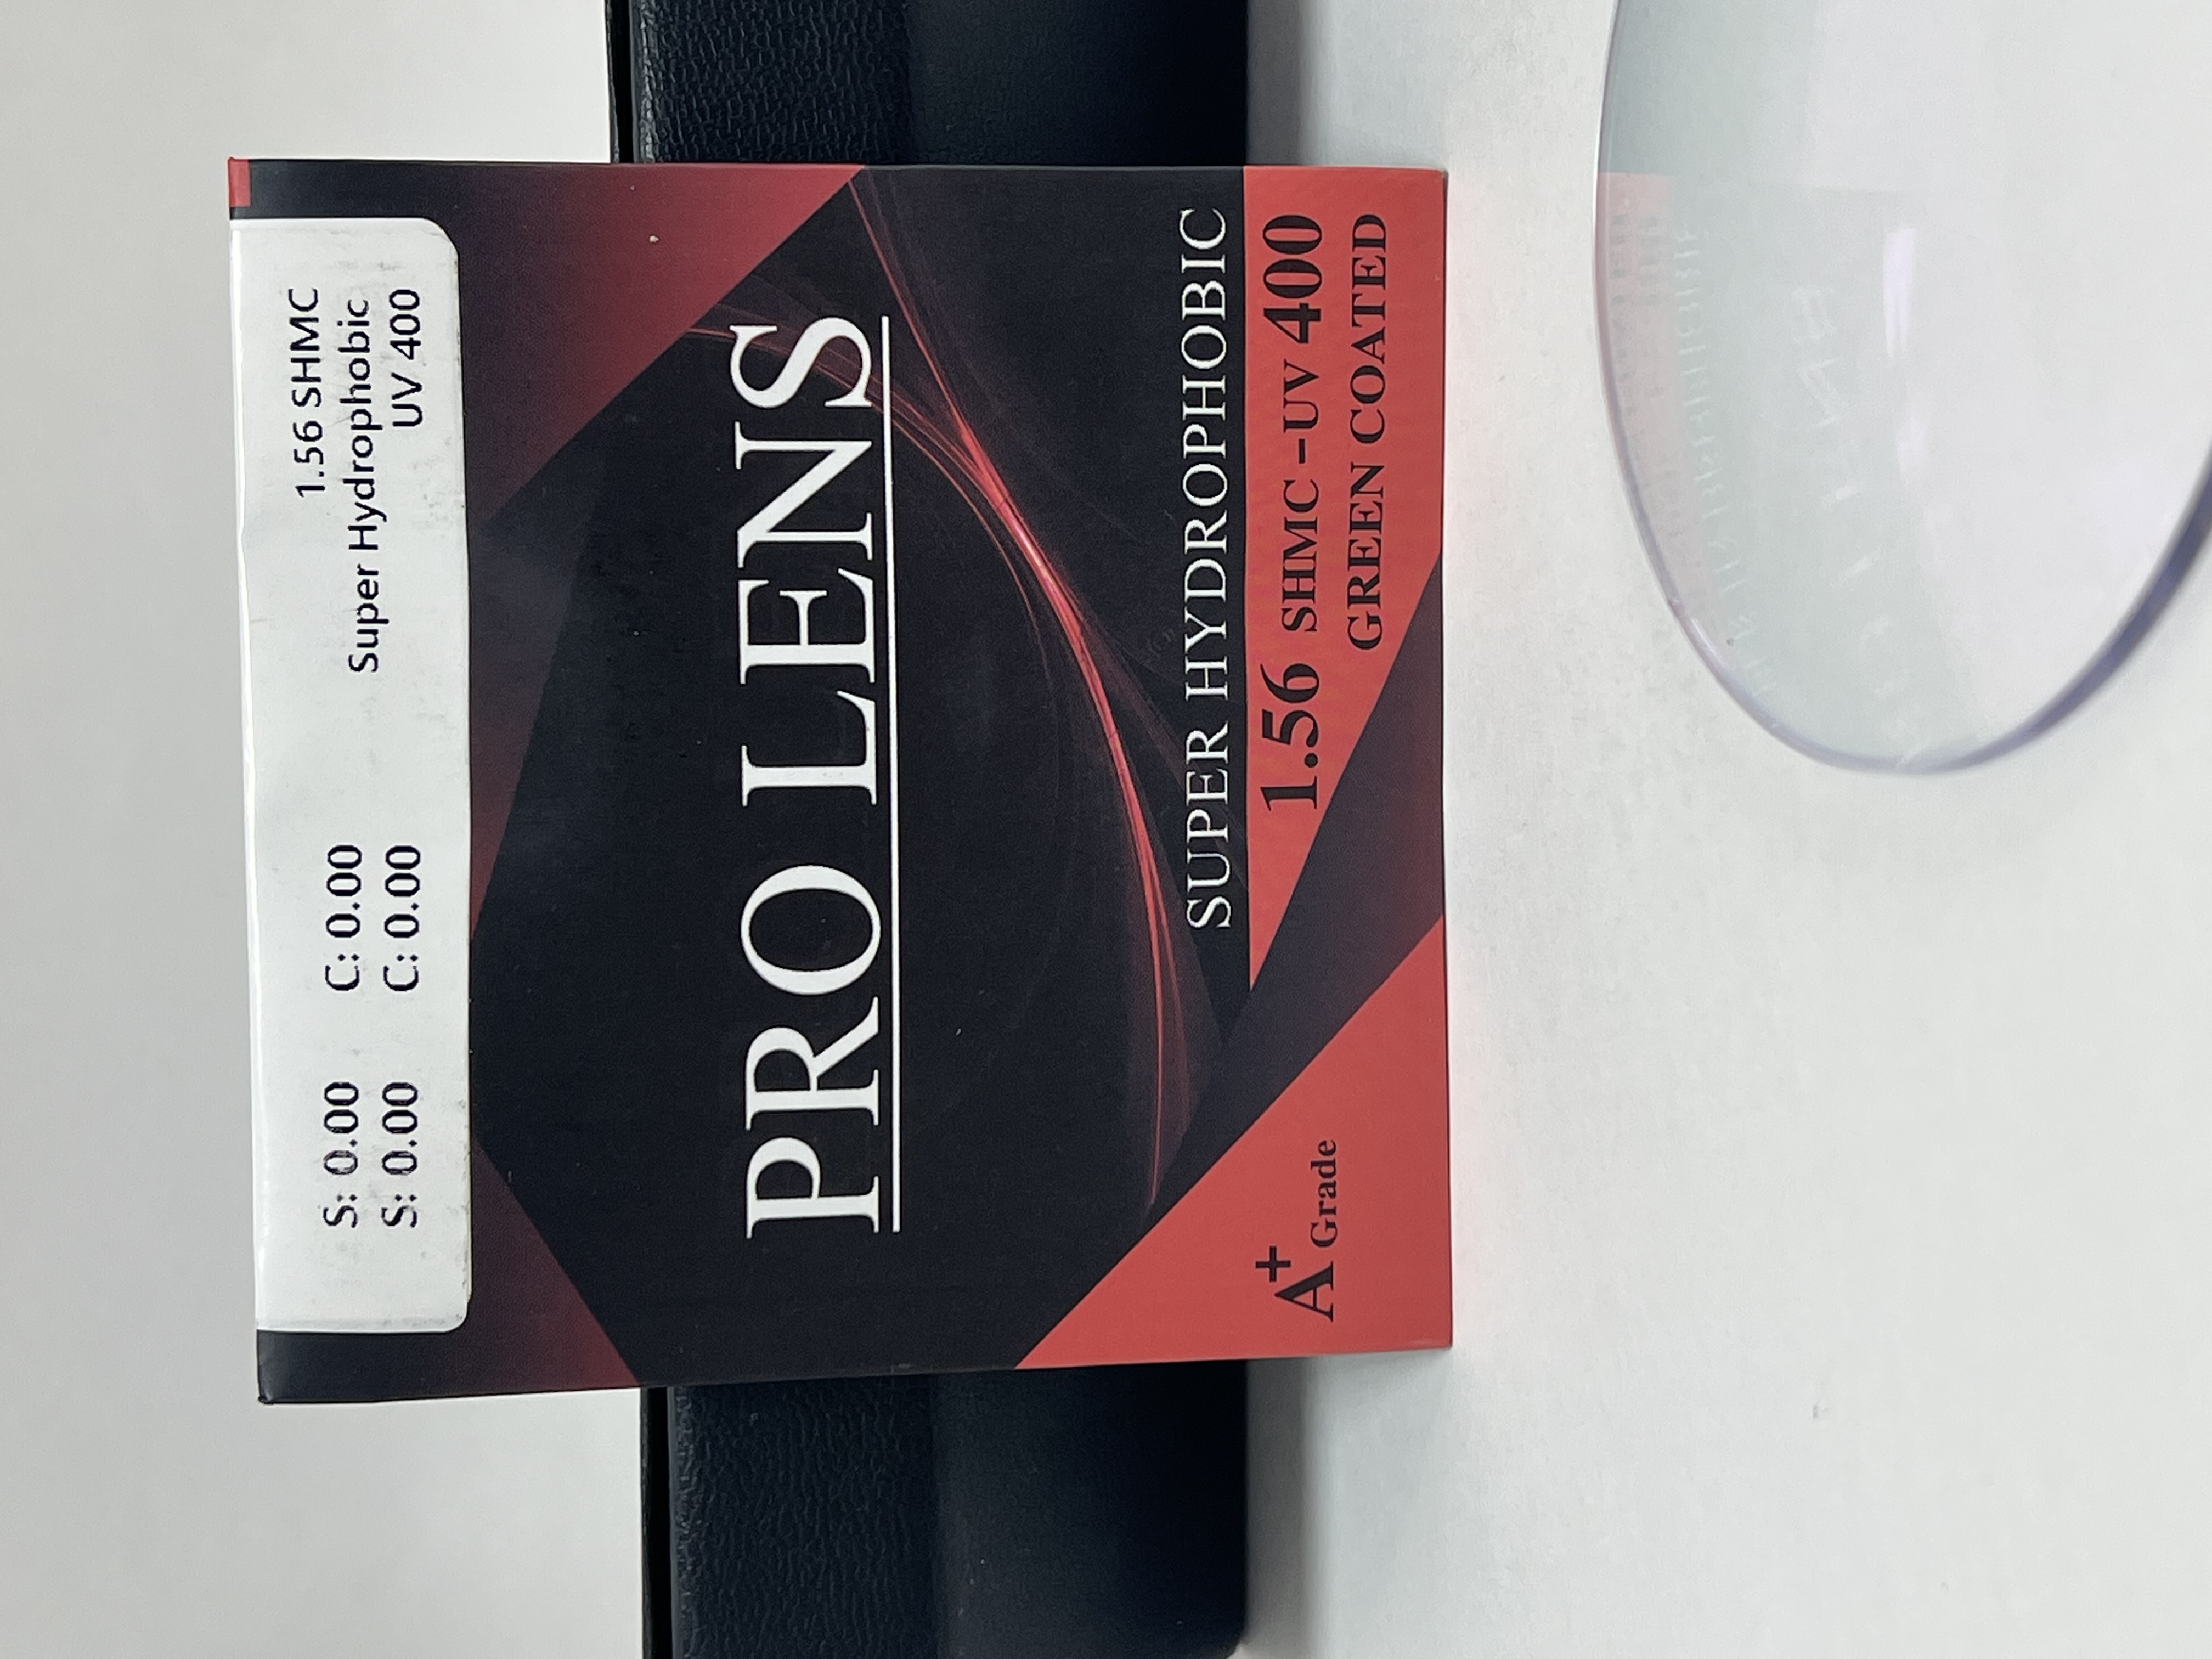 S: 0.00 C: 0.00
S: 0.00 C: 0.00
1.56 SHMC
Super Hydrophobic
UV 400
PRO LENS
SUPER HYDROPHOBIC
1.56 SHMC-UV 400
GREEN COATED
A+ Grade